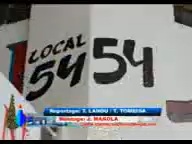 LOCAL
54 54
Reportage: T. LANDU / T. TOMBISA
Montage: J. MAKOLA